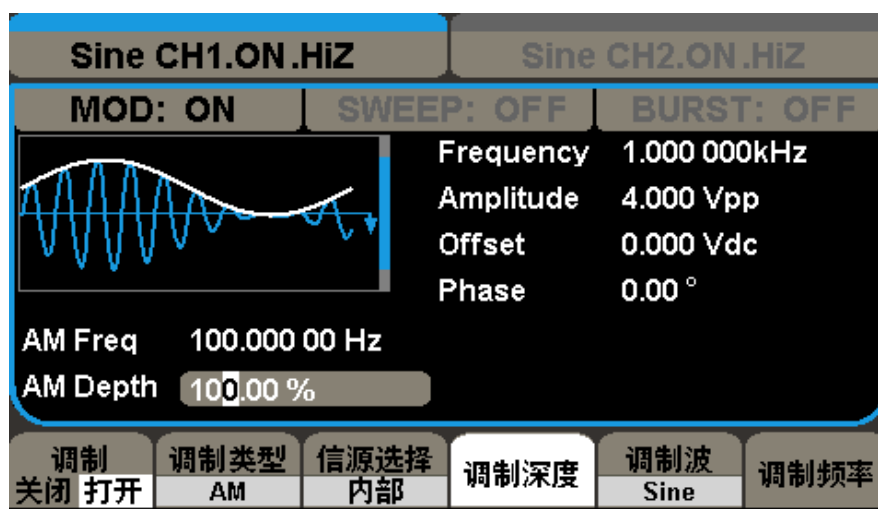 Sine CH1.ON.HiZ
Sine CH2.ON.HiZ
MOD: ON
SWEEP: OFF
BURST: OFF
Frequency 1.000 000kHz
Amplitude 4.000 Vpp
Offset 0.000 Vdc
Phase 0.00 °
AM Freq 100.000 00 Hz
AM Depth 100.00 %
调制 调制类型 信源选择 调制深度 调制波 调制频率
关闭 打开 AM 内部 Sine